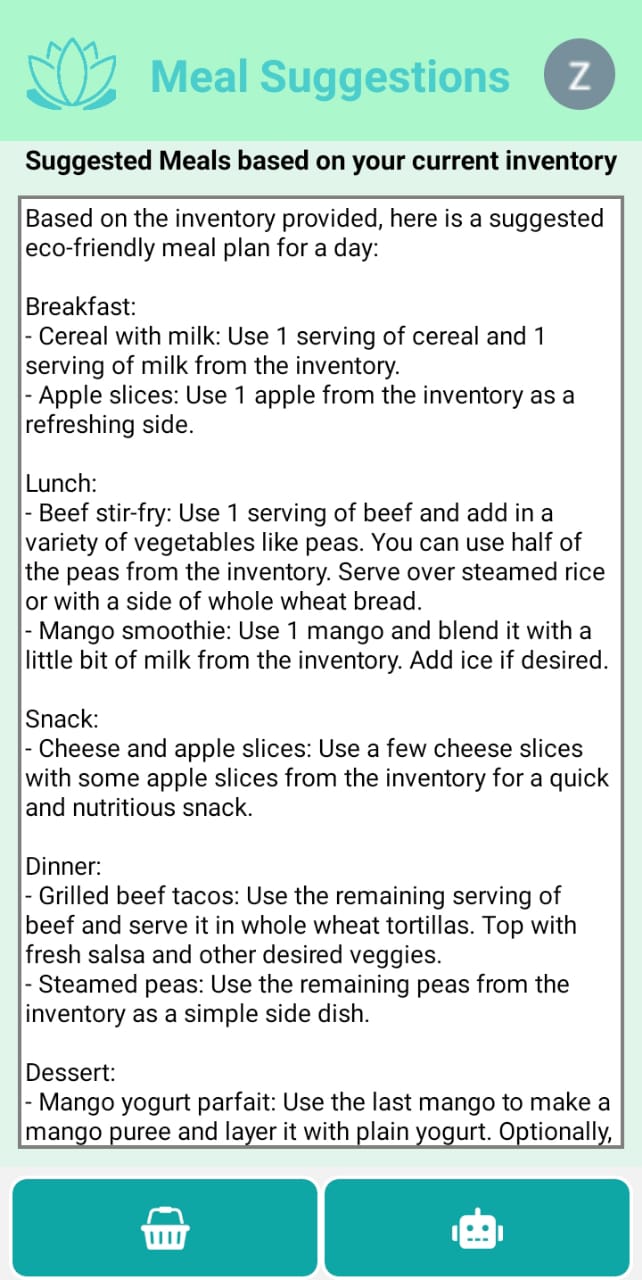 Meal Suggestions
Z
Suggested Meals based on your current inventory
Based on the inventory provided, here is a suggested
eco-friendly meal plan for a day:
Breakfast:
- Cereal with milk: Use 1 serving of cereal and 1
serving of milk from the inventory.
- Apple slices: Use 1 apple from the inventory as a
refreshing side.
Lunch:
- Beef stir-fry: Use 1 serving of beef and add in a
variety of vegetables like peas. You can use half of
the peas from the inventory. Serve over steamed rice
or with a side of whole wheat bread.
- Mango smoothie: Use 1 mango and blend it with a
little bit of milk from the inventory. Add ice if desired.
Snack:
- Cheese and apple slices: Use a few cheese slices
with some apple slices from the inventory for a quick
and nutritious snack.
Dinner:
- Grilled beef tacos: Use the remaining serving of
beef and serve it in whole wheat tortillas. Top with
fresh salsa and other desired veggies.
- Steamed peas: Use the remaining peas from the
inventory as a simple side dish.
Dessert:
- Mango yogurt parfait: Use the last mango to make a
mango puree and layer it with plain yogurt. Optionally,